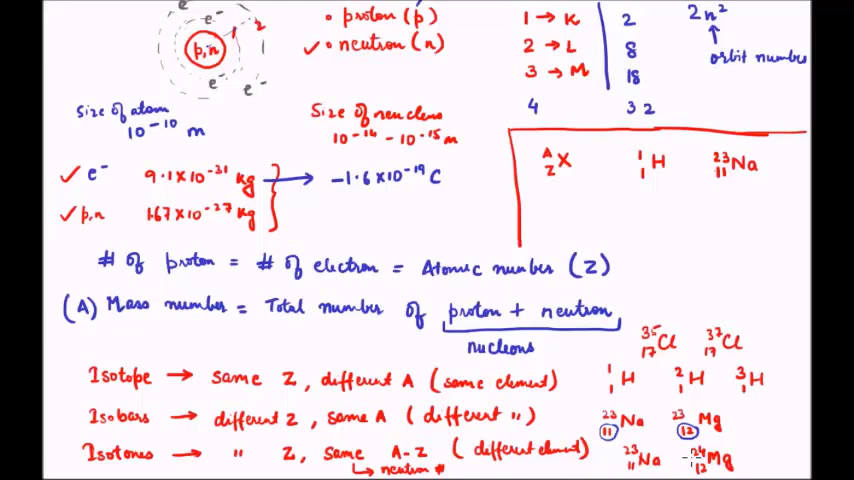 e⁻
e⁻
p,n
1
2
e⁻
e⁻
• proton (p)
✓ • neutron (n)
1 → K 2
2 → L 8
3 → M 18
4 32
2n²
orbit number
Size of atom
10⁻¹⁰ m
Size of nucleus
10⁻¹⁴ - 10⁻¹⁵ m
✓ e⁻ 9.1×10⁻³¹ kg → -1.6×10⁻¹⁹ C
✓ p,n 1.67×10⁻²⁷ kg
ᴬ_Z X ¹₁H ²³₁₁Na
# of proton = # of electron = Atomic number (Z)
(A) Mass number = Total number of proton + neutron
nucleons
³⁵₁₇Cl ³⁷₁₇Cl
Isotope → same Z, different A (same element) ¹₁H ²₁H ³₁H
Isobars → different Z, same A (different ") ²³₁₁Na ²³₁₂Mg
Isotones → " Z, same A-Z (different element) ²³₁₁Na ²⁴₁₂Mg
↳ neutron #